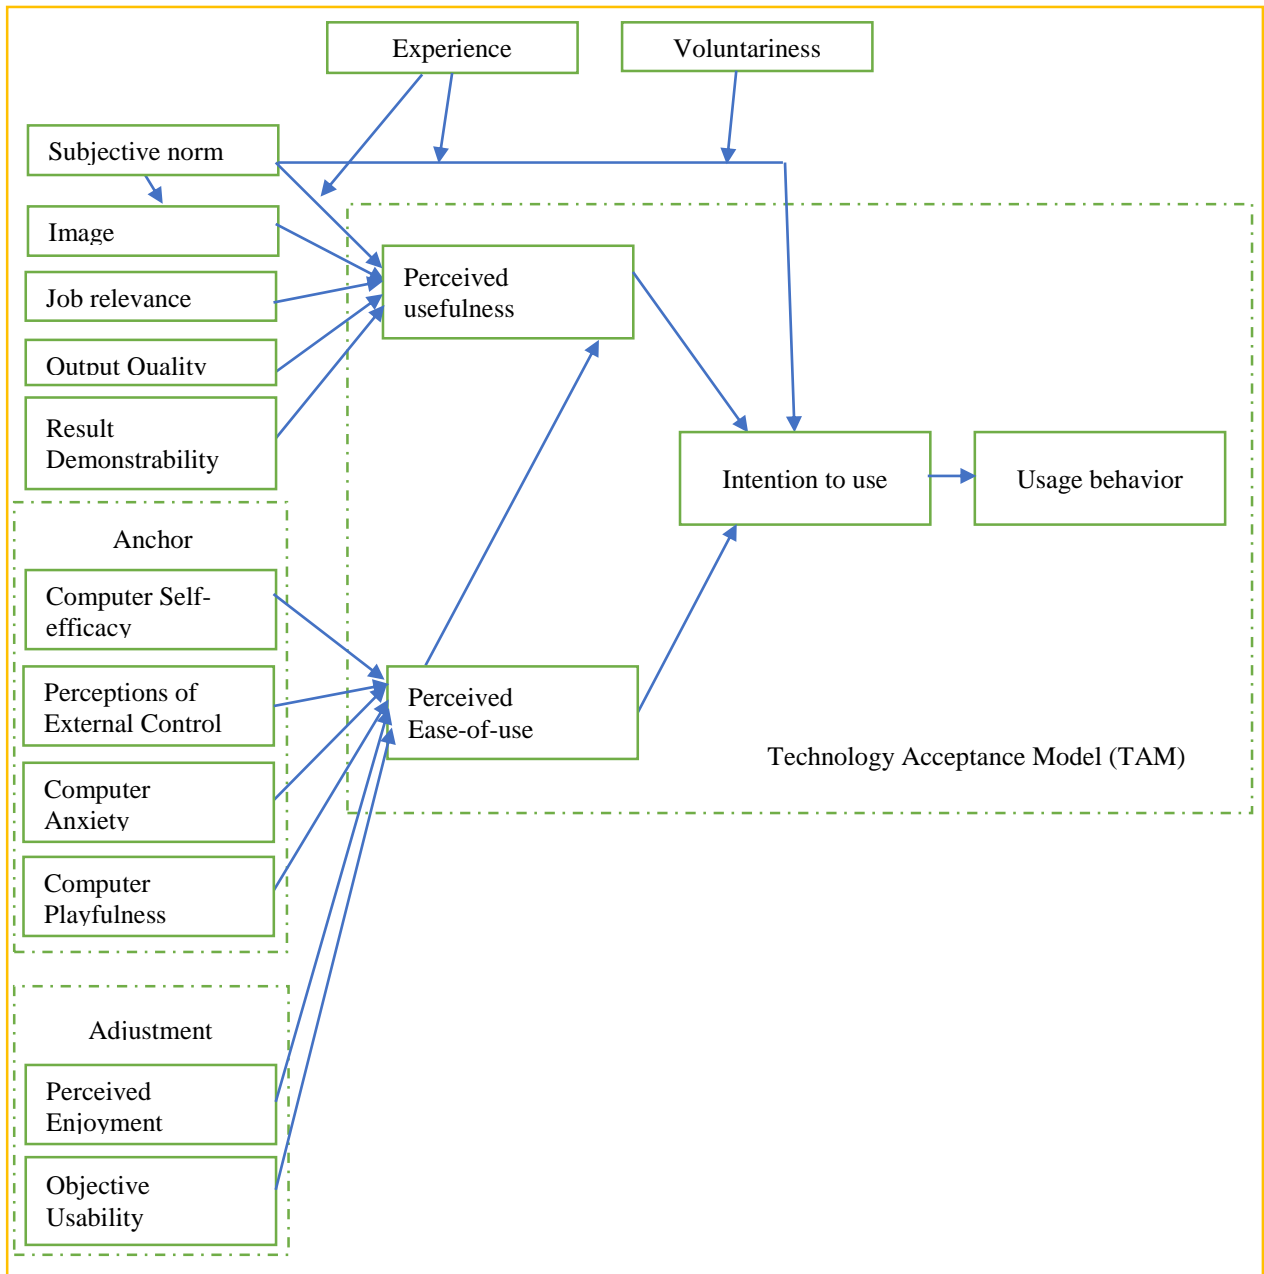 Experience
Voluntariness
Subjective norm
Image
Job relevance
Output Quality
Result
Demonstrability
Perceived
usefulness
Intention to use
Usage behavior
Anchor
Computer Self-
efficacy
Perceptions of
External Control
Computer
Anxiety
Computer
Playfulness
Perceived
Ease-of-use
Technology Acceptance Model (TAM)
Adjustment
Perceived
Enjoyment
Objective
Usability